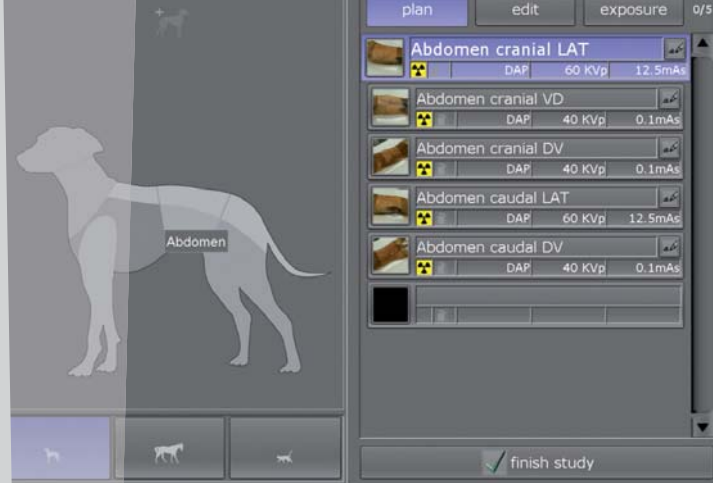 plan
edit
exposure
0/5
Abdomen cranial LAT
DAP 60 KVp 12.5mAs
Abdomen cranial VD
DAP 40 KVp 0.1mAs
Abdomen cranial DV
DAP 40 KVp 0.1mAs
Abdomen caudal LAT
DAP 60 KVp 12.5mAs
Abdomen caudal DV
DAP 40 KVp 0.1mAs
Abdomen
finish study